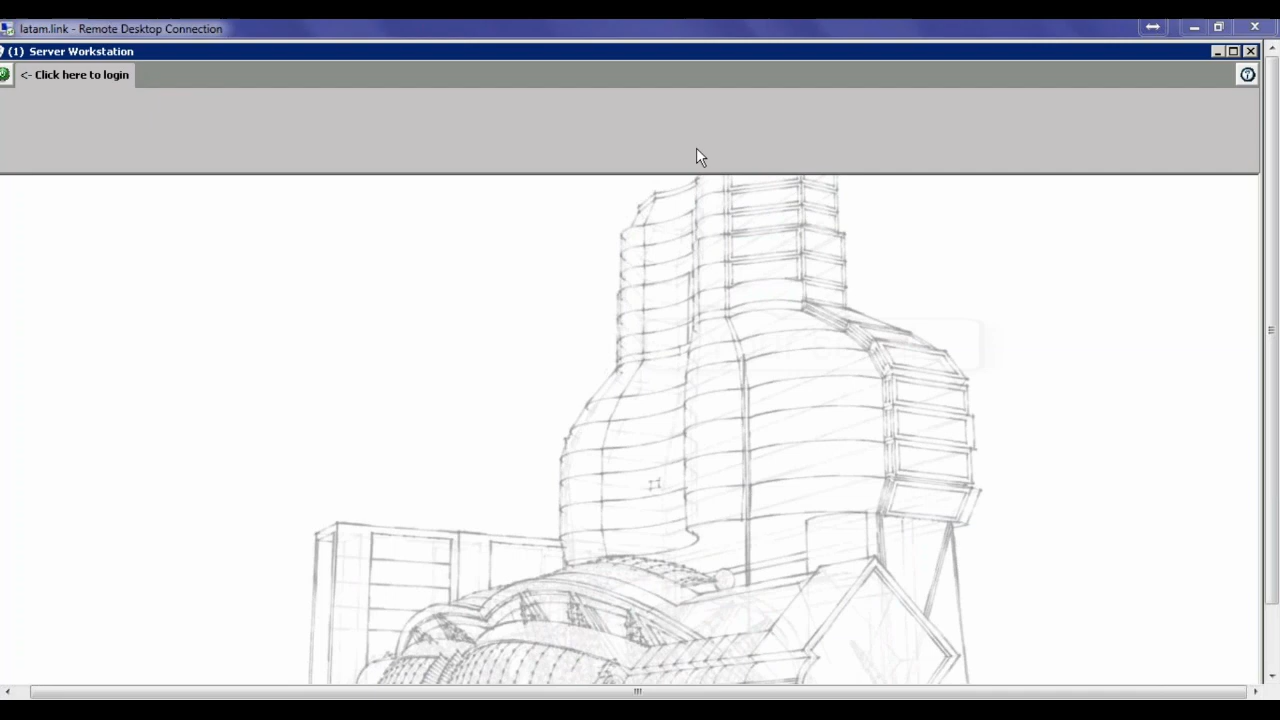 latam.link - Remote Desktop Connection
(1) Server Workstation
<- Click here to login